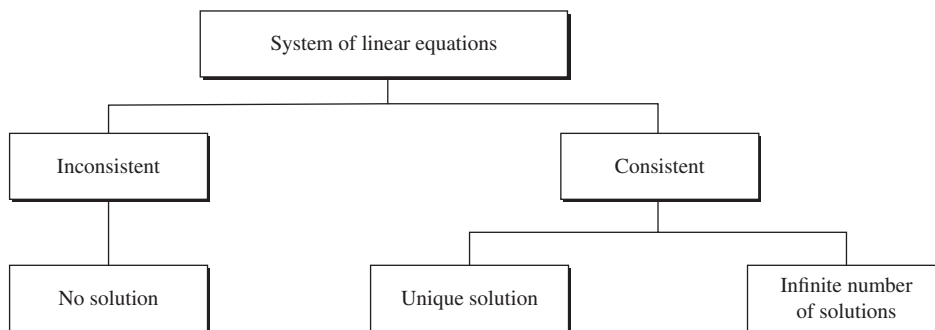 System of linear equations
Inconsistent
Consistent
No solution
Unique solution
Infinite number
of solutions